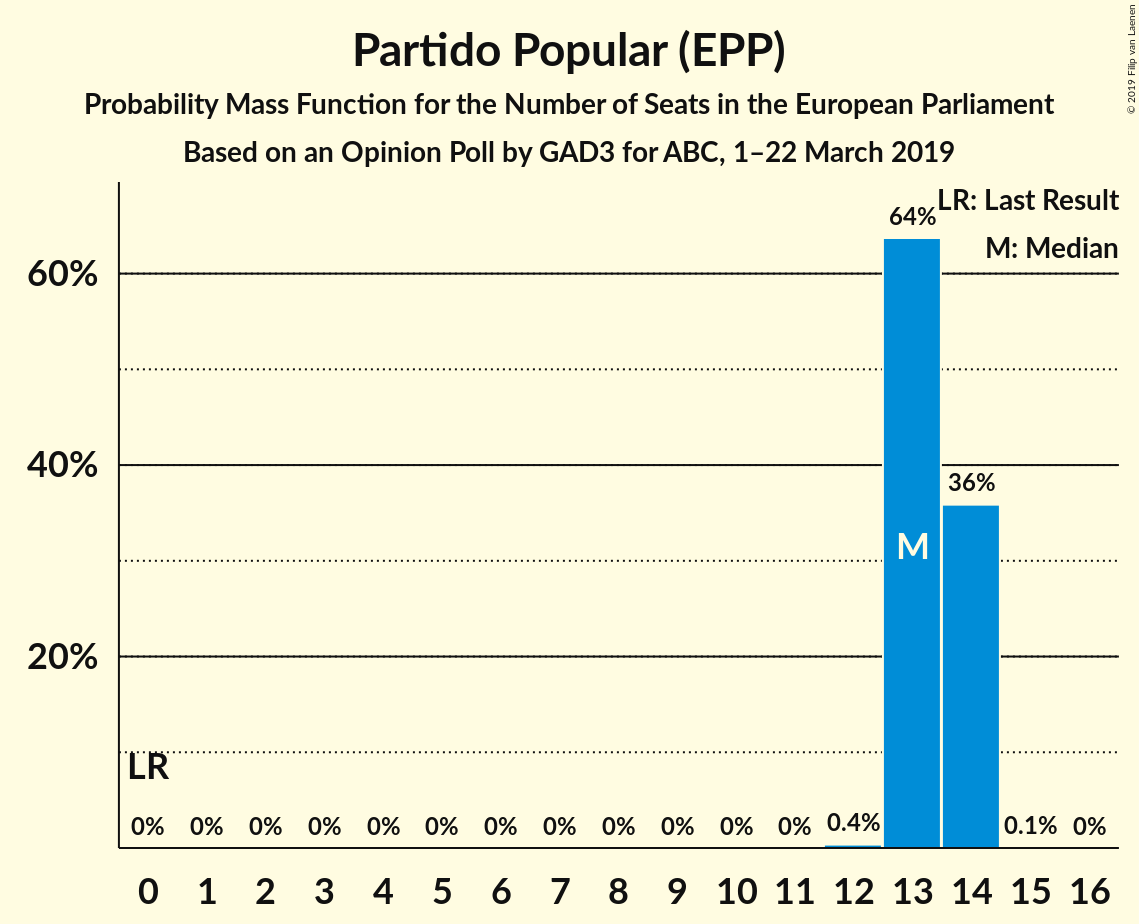 Partido Popular (EPP)
Probability Mass Function for the Number of Seats in the European Parliament
Based on an Opinion Poll by GAD3 for ABC, 1–22 March 2019
© 2019 Filip van Laenen
LR: Last Result
M: Median
64%
60%
40%
36%
M
20%
LR
0% 0% 0% 0% 0% 0% 0% 0% 0% 0% 0% 0% 0.4% 0.1% 0%
0 1 2 3 4 5 6 7 8 9 10 11 12 13 14 15 16